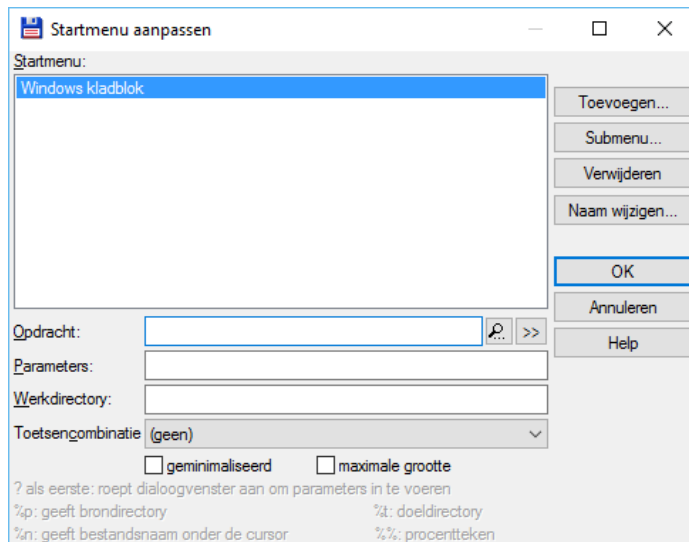 Startmenu aanpassen
Startmenu:
Windows kladblok
Toevoegen...
Submenu...
Verwijderen
Naam wijzigen...
OK
Annuleren
Help
Opdracht:
>>
Parameters:
Werkdirectory:
Toetsencombinatie (geen)
geminimaliseerd maximale grootte
? als eerste: roept dialoogvenster aan om parameters in te voeren
%p: geeft brondirectory %t: doeldirectory
%n: geeft bestandsnaam onder de cursor %%: procentteken